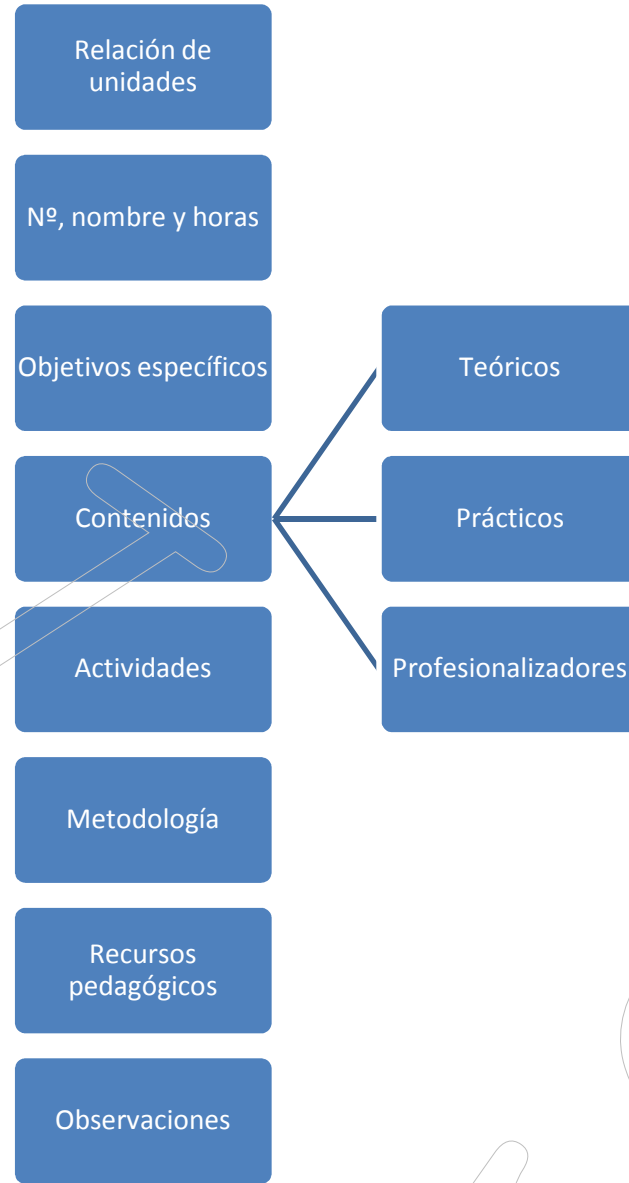 Relación de
unidades
Nº, nombre y horas
Objetivos específicos
Contenidos
Teóricos
Prácticos
Profesionalizadores
Actividades
Metodología
Recursos
pedagógicos
Observaciones